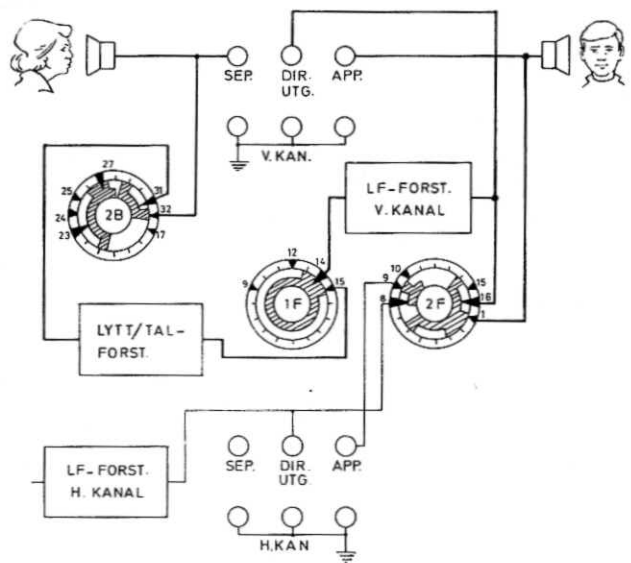 SEP.
DIR.
UTG.
APP.
V.KAN.
27
25
24
23
31
32
17
2B
LF-FORST.
V.KANAL
12
9
14
15
1F
10
9
8
15
16
1
2F
LYTT/TAL-
FORST.
LF-FORST.
H.KANAL
SEP.
DIR.
UTG.
APP.
H.KAN